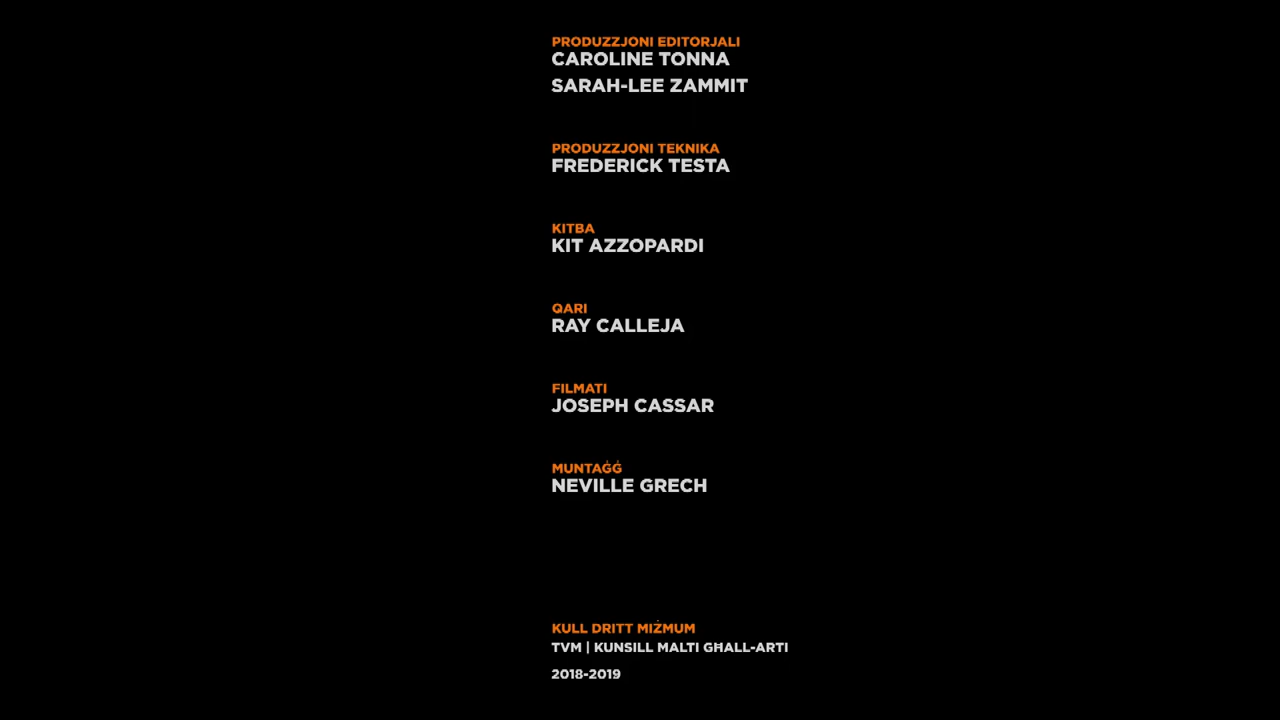 PRODUZZJONI EDITORJALI
CAROLINE TONNA
SARAH-LEE ZAMMIT
PRODUZZJONI TEKNIKA
FREDERICK TESTA
KITBA
KIT AZZOPARDI
QARI
RAY CALLEJA
FILMATI
JOSEPH CASSAR
MUNTAĠĠ
NEVILLE GRECH
KULL DRITT MIŻMUM
TVM | KUNSILL MALTI GĦALL-ARTI
2018-2019